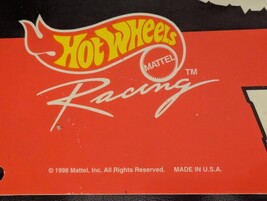 HOT WHEELS
MATTEL
TM
Racing
®
© 1998 Mattel, Inc. All Rights Reserved. MADE IN U.S.A.